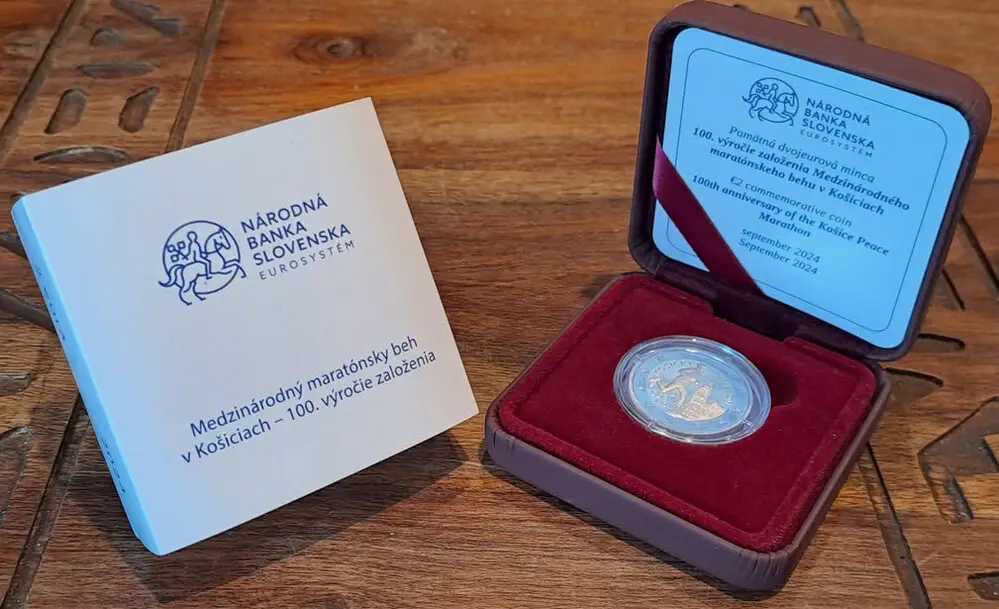 NÁRODNÁ
BANKA
SLOVENSKA
EUROSYSTÉM
Medzinárodný maratónsky beh
v Košiciach – 100. výročie založenia
NÁRODNÁ
BANKA
SLOVENSKA
EUROSYSTÉM
Pamätná dvojeurová minca
100. výročie založenia Medzinárodného
maratónskeho behu v Košiciach
€2 commemorative coin
100th anniversary of the Košice Peace
Marathon
september 2024
September 2024